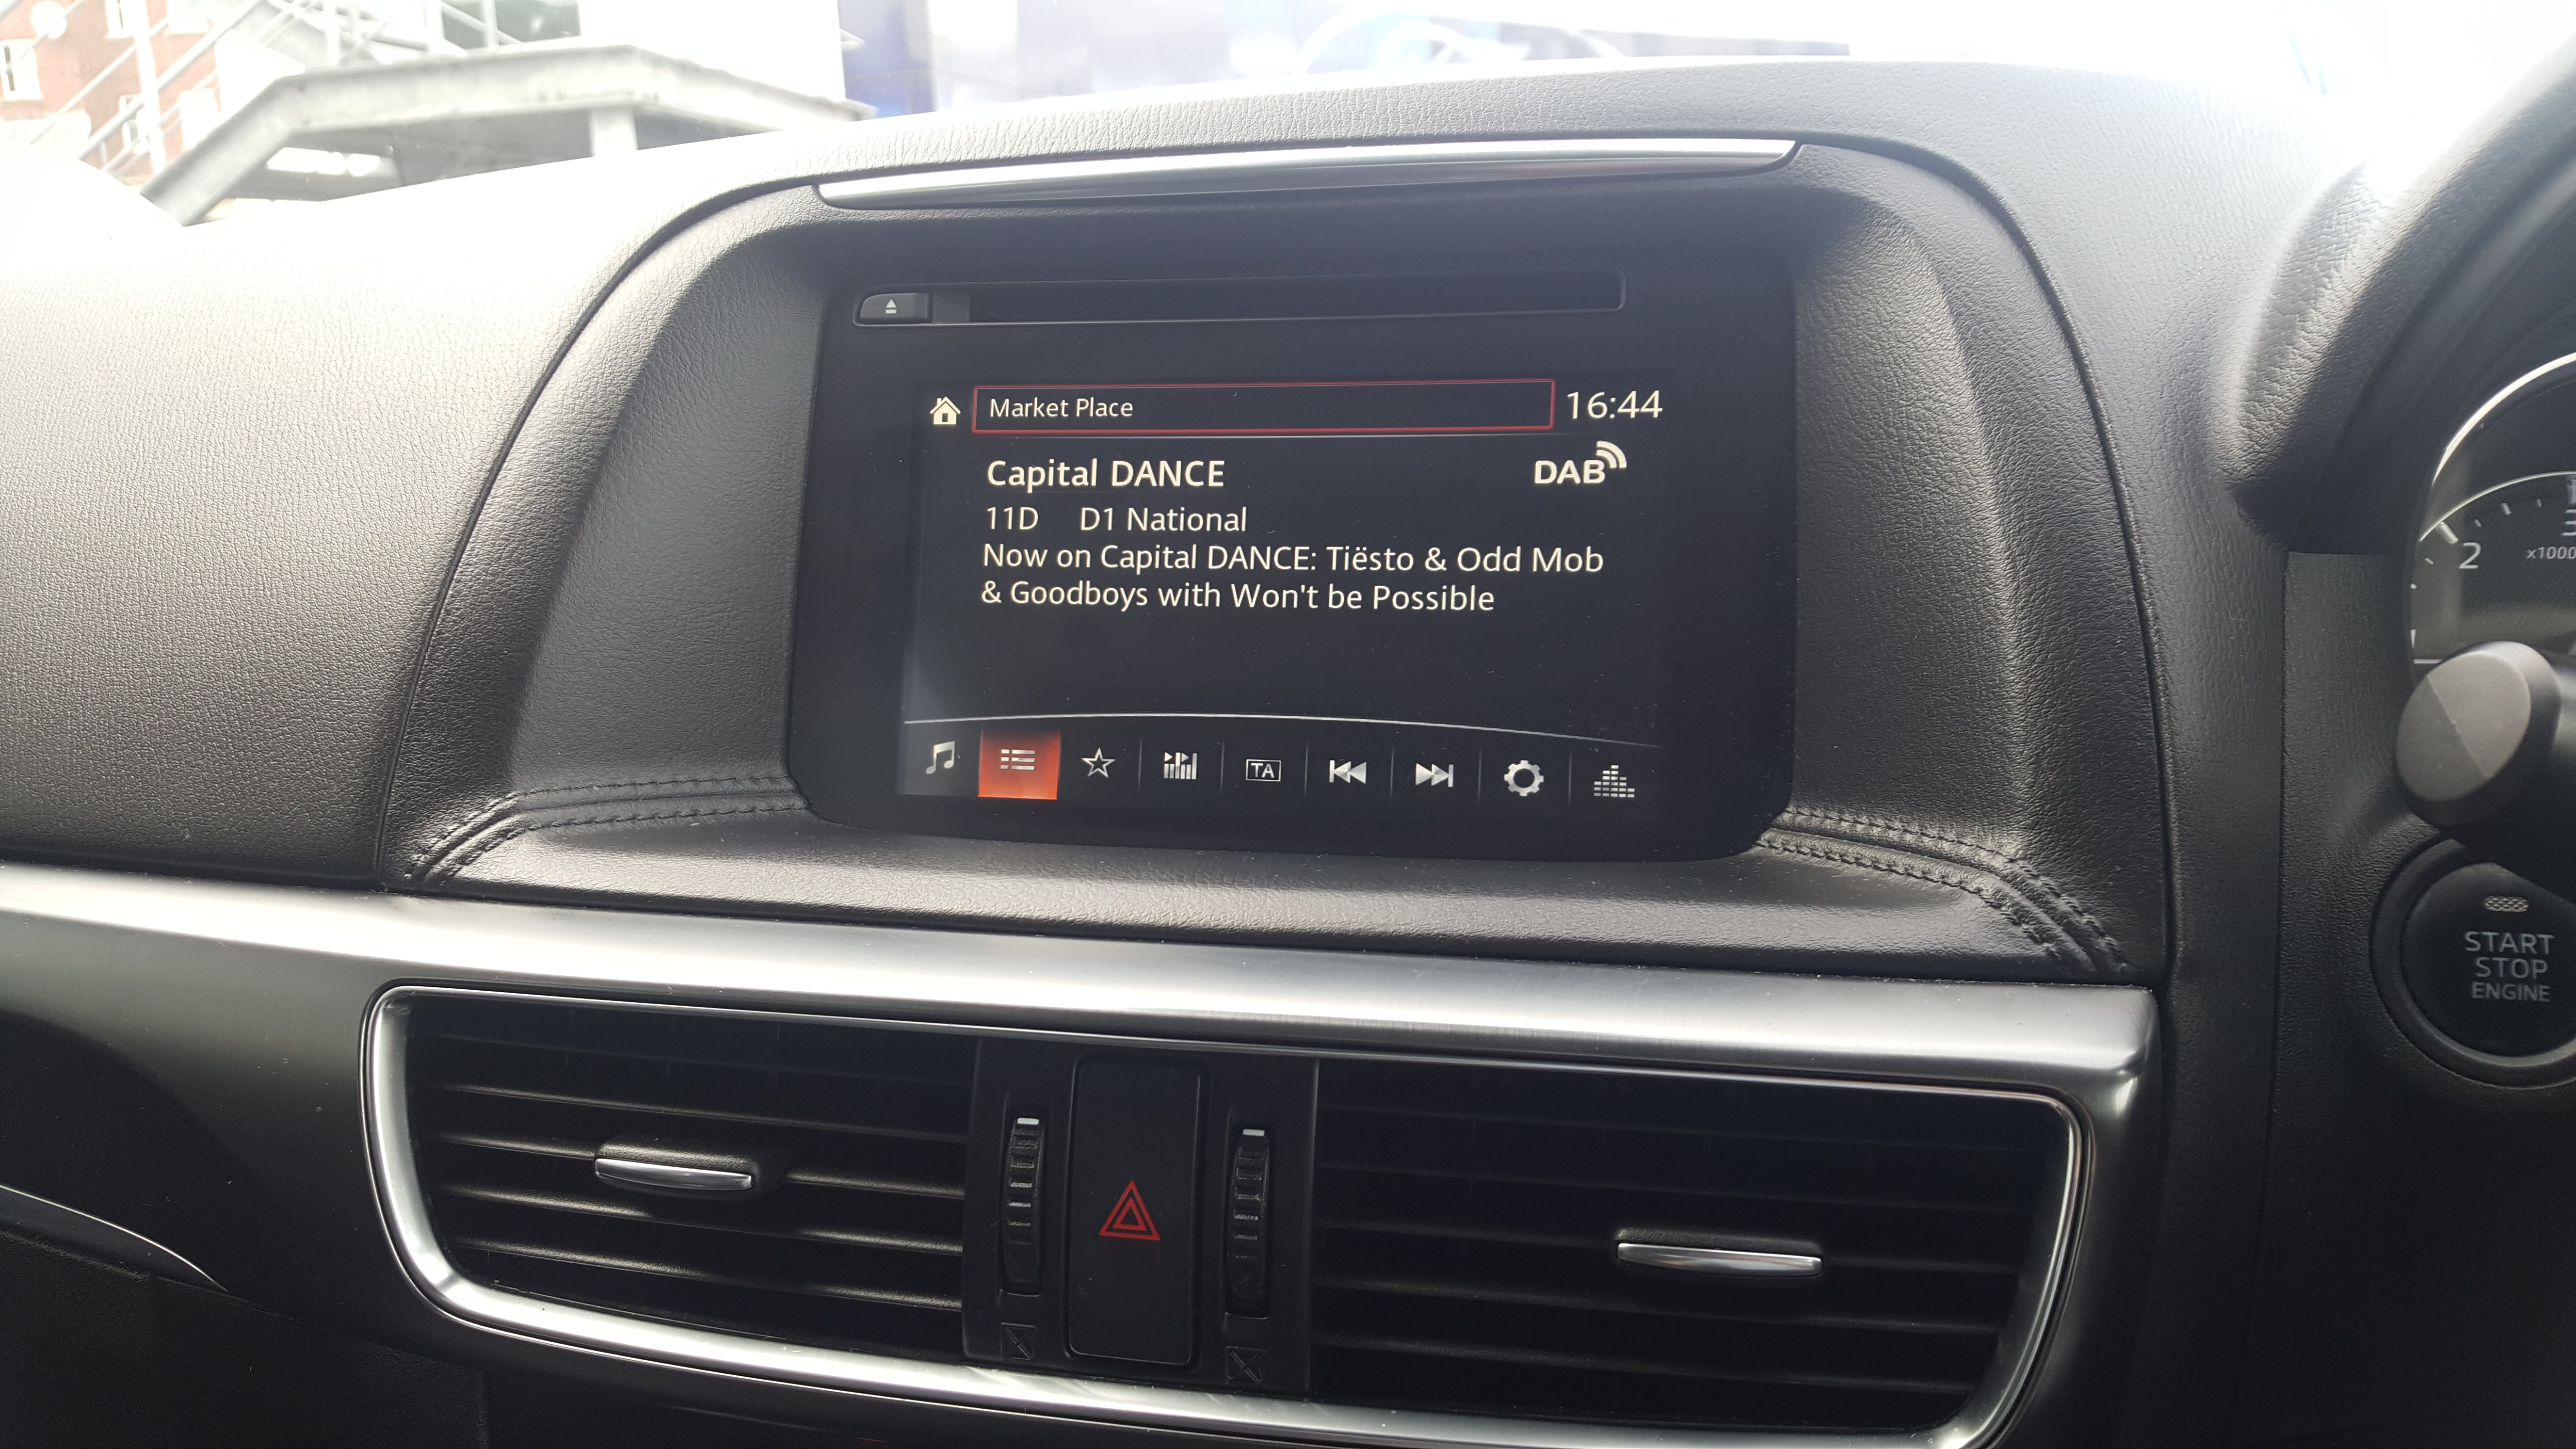 Market Place
16:44
Capital DANCE
DAB
11D D1 National
Now on Capital DANCE: Tiësto & Odd Mob
& Goodboys with Won't be Possible
TA
2
x1000
START
STOP
ENGINE